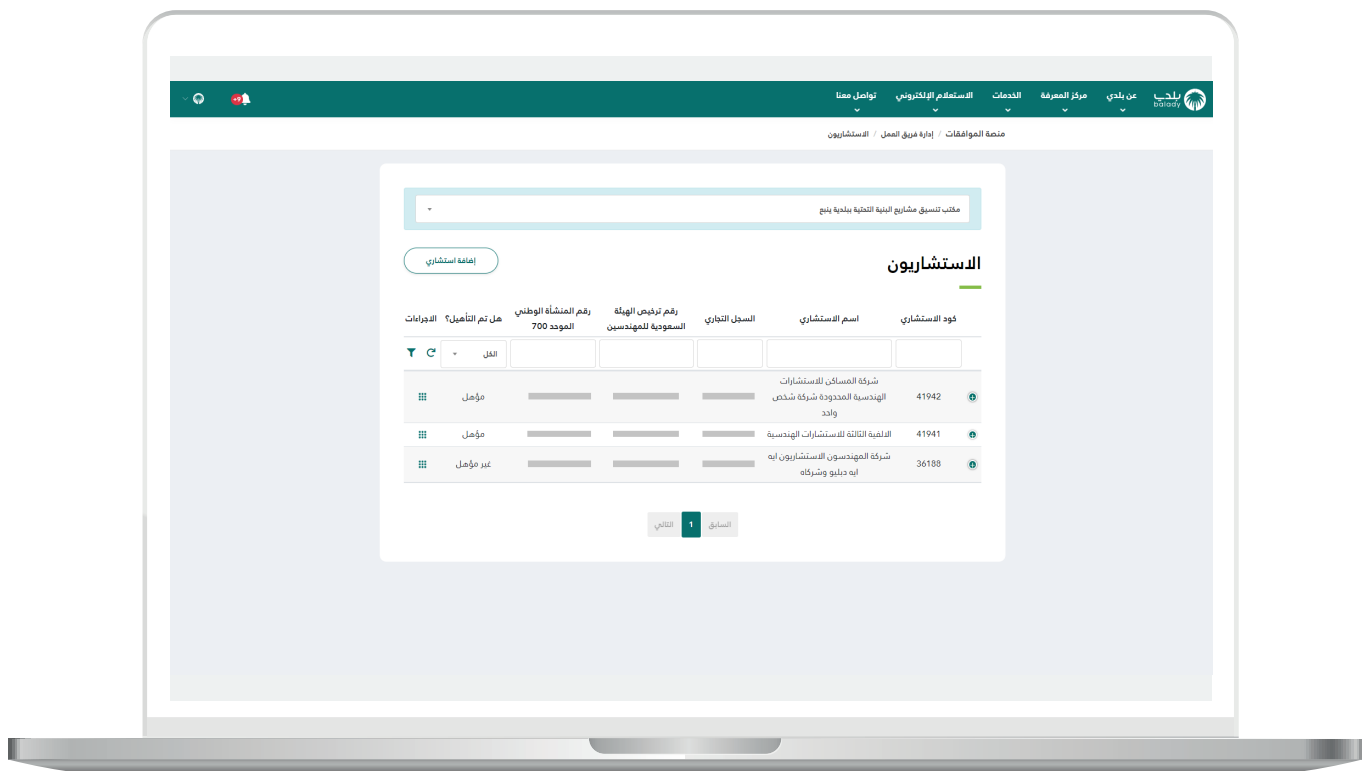 بلدي
balady
عن بلدي
مركز المعرفة
الخدمات
الاستعلام الإلكتروني
تواصل معنا
+9
منصة الموافقات / إدارة فريق العمل / الاستشاريون
مكتب تنسيق مشاريع البنية التحتية ببلدية ينبع
الاستشاريون
إضافة استشاري
كود الاستشاري
اسم الاستشاري
السجل التجاري
رقم ترخيص الهيئة
السعودية للمهندسين
رقم المنشأة الوطني
الموحد 700
هل تم التأهيل؟
الاجراءات
الكل
41942
شركة المساكن للاستشارات
الهندسية المحدودة شركة شخص
واحد
مؤهل
41941
الالفية الثالثة للاستشارات الهندسية
مؤهل
36188
شركة المهندسون الاستشاريون ايه
ايه دبليو وشركاه
غير مؤهل
السابق
1
التالي